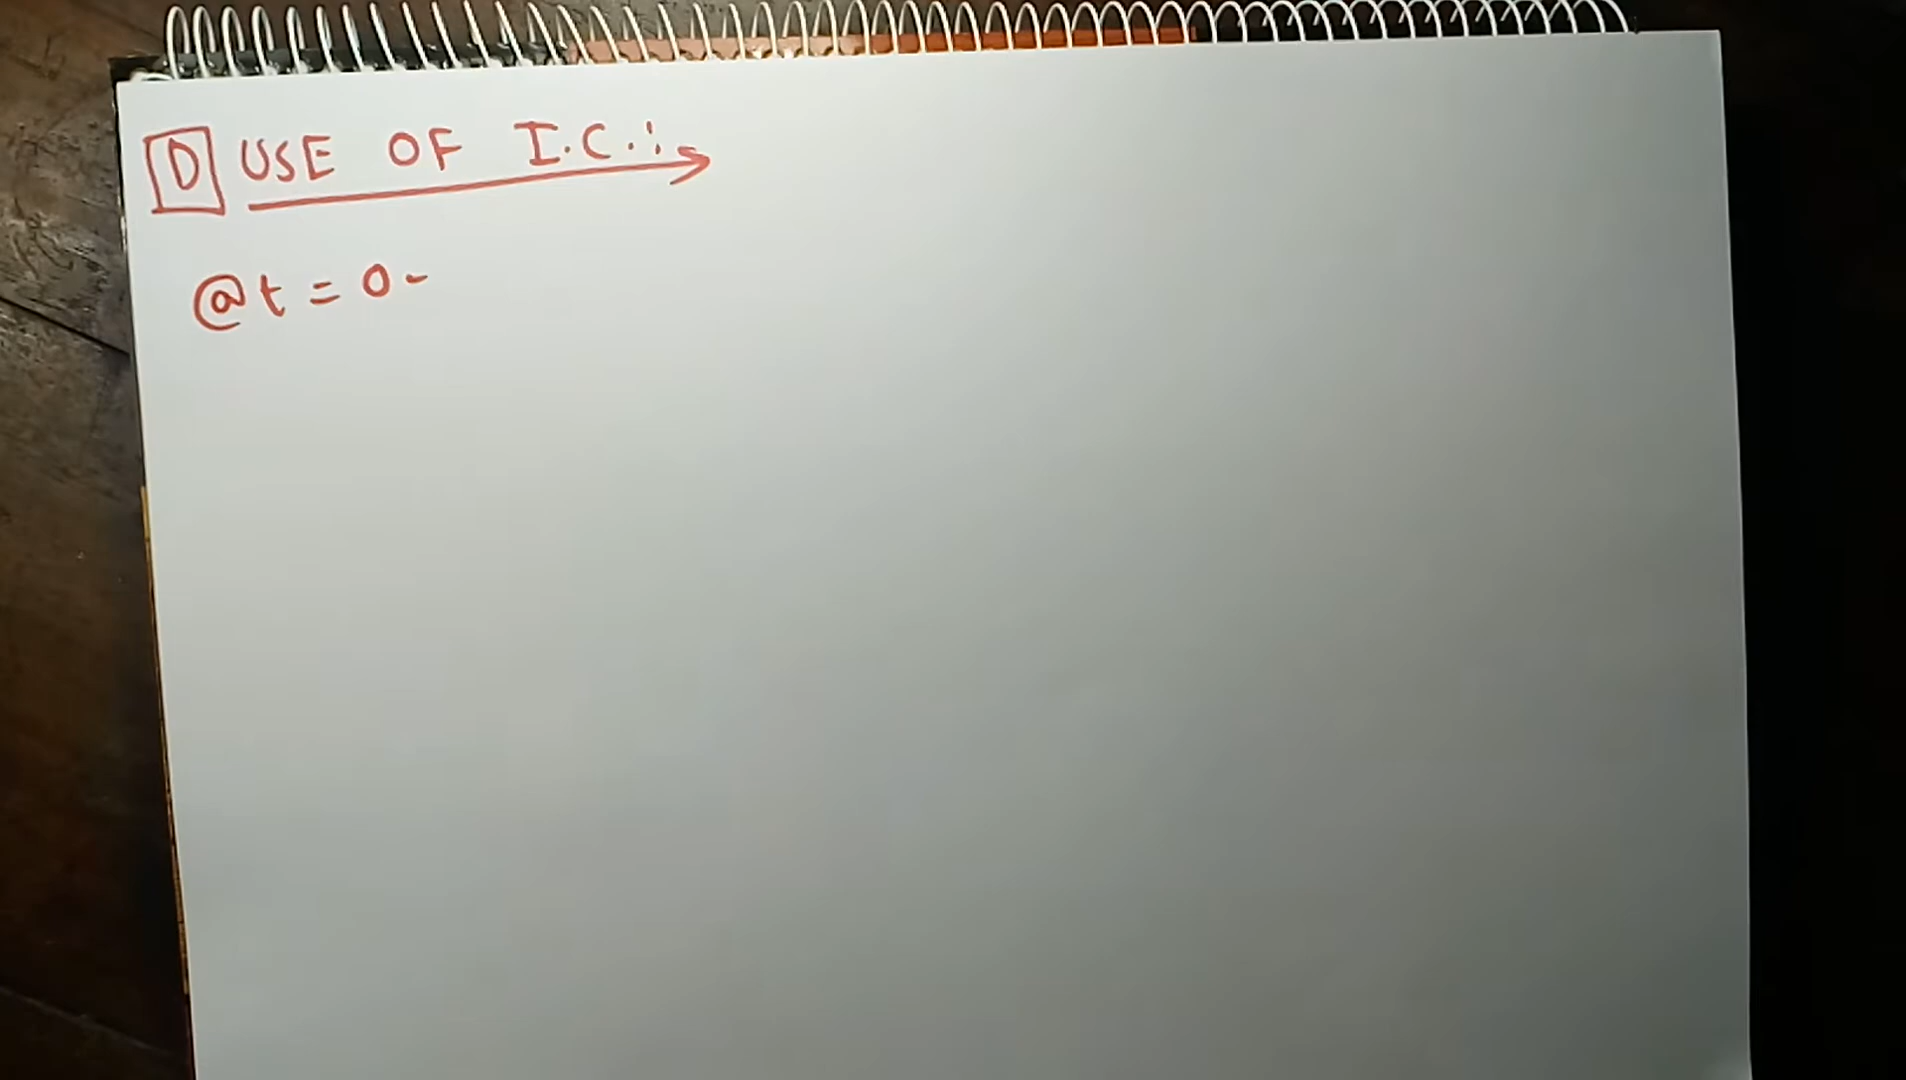 D USE OF I.C.:
@t = 0-